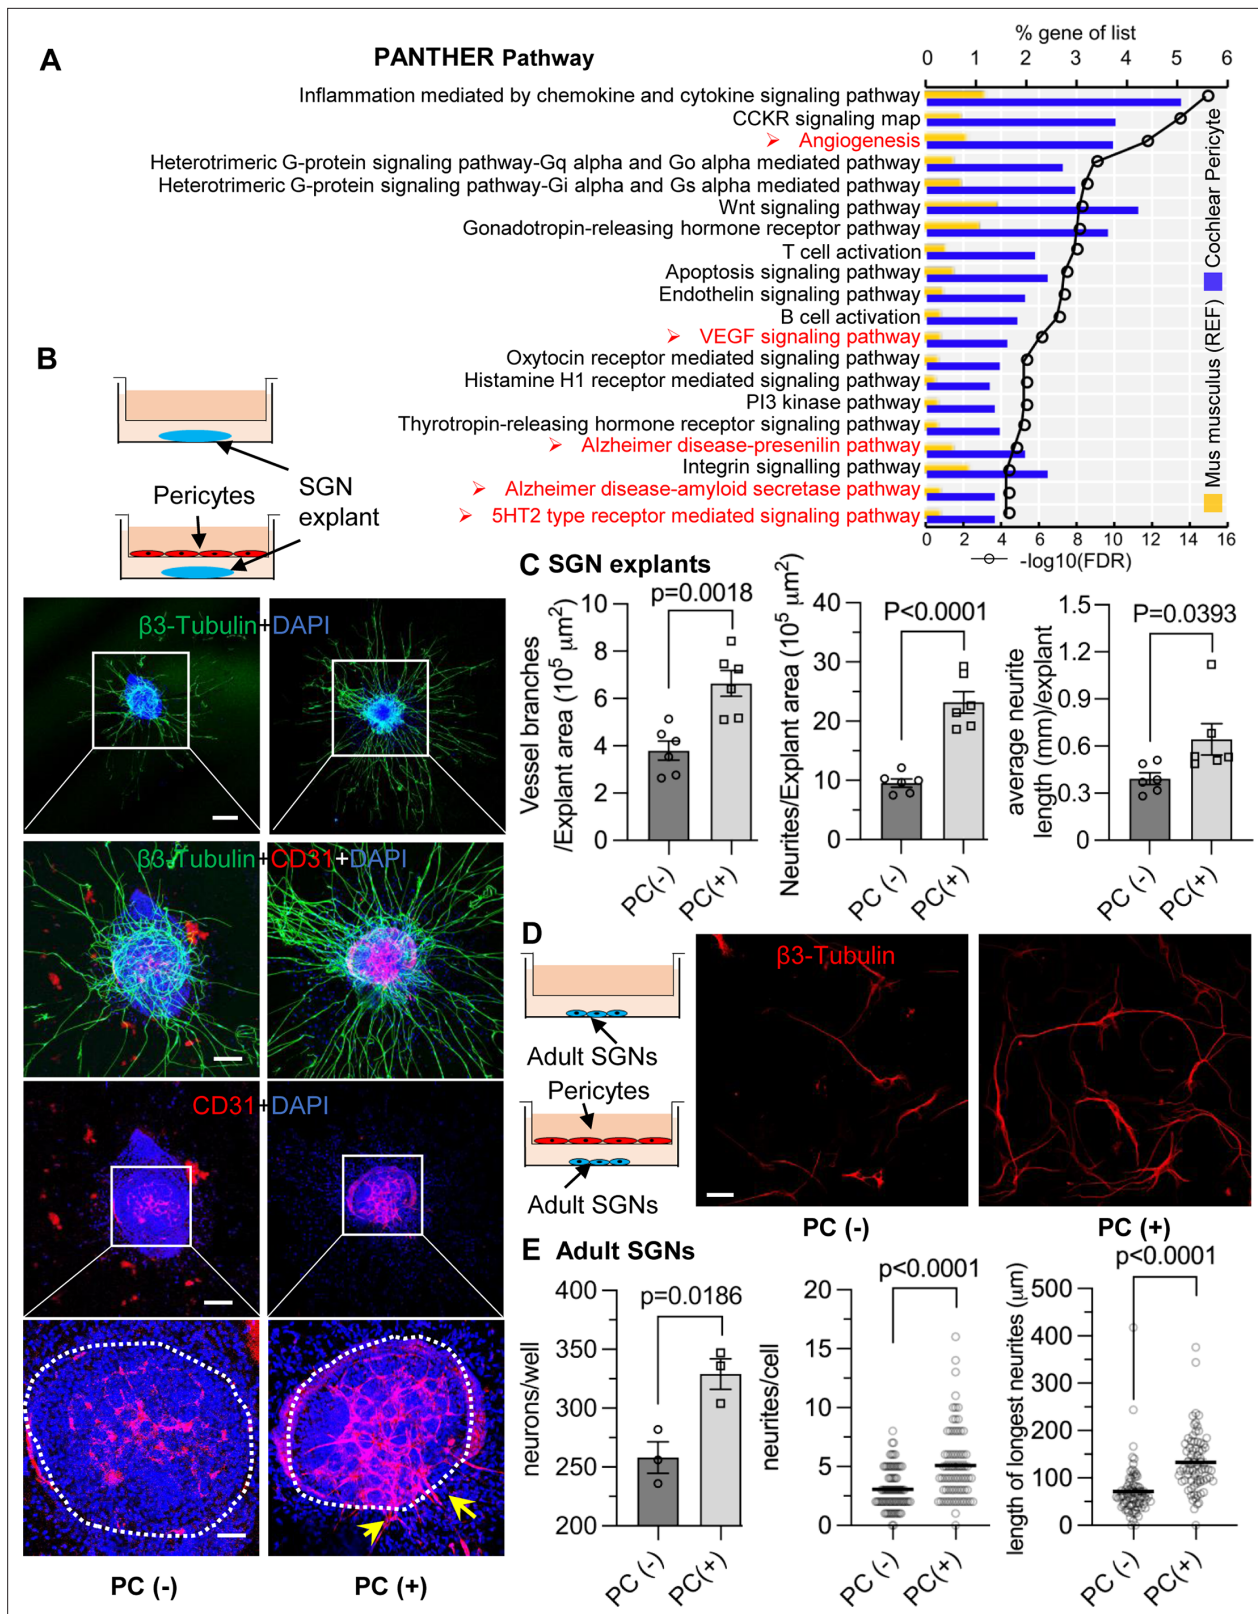 A
PANTHER Pathway
% gene of list
0 1 2 3 4 5 6
Inflammation mediated by chemokine and cytokine signaling pathway
CCKR signaling map
Angiogenesis
Heterotrimeric G-protein signaling pathway-Gq alpha and Go alpha mediated pathway
Heterotrimeric G-protein signaling pathway-Gi alpha and Gs alpha mediated pathway
Wnt signaling pathway
Gonadotropin-releasing hormone receptor pathway
T cell activation
Apoptosis signaling pathway
Endothelin signaling pathway
B cell activation
VEGF signaling pathway
Oxytocin receptor mediated signaling pathway
Histamine H1 receptor mediated signaling pathway
PI3 kinase pathway
Thyrotropin-releasing hormone receptor signaling pathway
Alzheimer disease-presenilin pathway
Integrin signalling pathway
Alzheimer disease-amyloid secretase pathway
5HT2 type receptor mediated signaling pathway
0 2 4 6 8 10 12 14 16
-log10(FDR)
Mus musculus (REF)
Cochlear Pericyte
B
Pericytes
SGN
explant
β3-Tubulin+DAPI
β3-Tubulin+CD31+DAPI
CD31+DAPI
PC (-)
PC (+)
C SGN explants
Vessel branches
/Explant area (10⁵ µm²)
10
8
6
4
2
0
p=0.0018
PC(-)
PC(+)
Neurites/Explant area (10⁵ µm²)
40
30
20
10
0
P<0.0001
PC (-)
PC(+)
average neurite
length (mm)/explant
1.5
1.2
0.9
0.6
0.3
0
P=0.0393
PC(-)
PC(+)
D
Adult SGNs
Pericytes
Adult SGNs
β3-Tubulin
PC (-)
PC (+)
E Adult SGNs
neurons/well
400
350
300
250
200
p=0.0186
PC (-)
PC(+)
neurites/cell
20
15
10
5
0
p<0.0001
PC (-)
PC(+)
length of longest neurites (µm)
500
400
300
200
100
0
p<0.0001
PC (-)
PC(+)